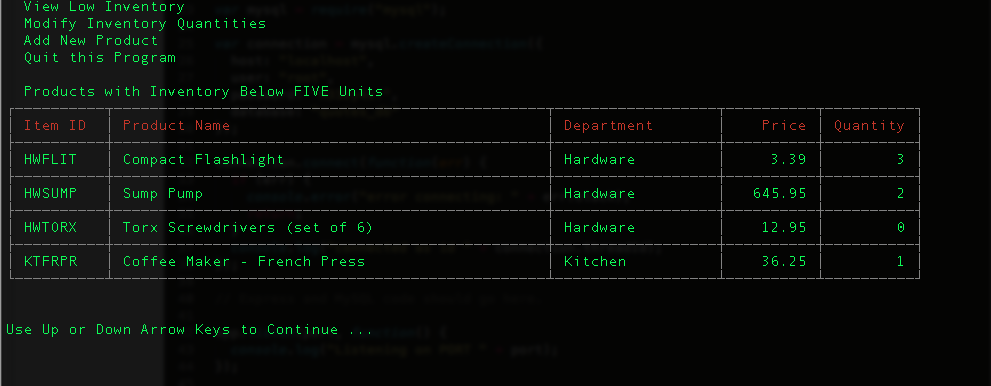 View Low Inventory
Modify Inventory Quantities
Add New Product
Quit this Program
Products with Inventory Below FIVE Units
Item ID Product Name Department Price Quantity
HWFLIT Compact Flashlight Hardware 3.39 3
HWSUMP Sump Pump Hardware 645.95 2
HWTORX Torx Screwdrivers (set of 6) Hardware 12.95 0
KTFRPR Coffee Maker - French Press Kitchen 36.25 1
Use Up or Down Arrow Keys to Continue ...